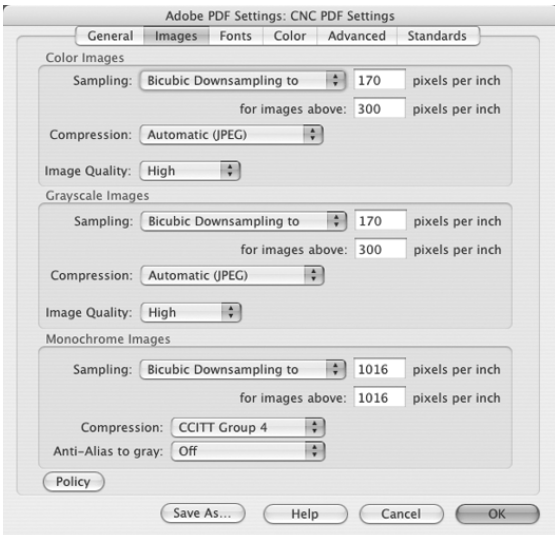 Adobe PDF Settings: CNC PDF Settings
General Images Fonts Color Advanced Standards
Color Images
Sampling: Bicubic Downsampling to 170 pixels per inch
for images above: 300 pixels per inch
Compression: Automatic (JPEG)
Image Quality: High
Grayscale Images
Sampling: Bicubic Downsampling to 170 pixels per inch
for images above: 300 pixels per inch
Compression: Automatic (JPEG)
Image Quality: High
Monochrome Images
Sampling: Bicubic Downsampling to 1016 pixels per inch
for images above: 1016 pixels per inch
Compression: CCITT Group 4
Anti-Alias to gray: Off
Policy
Save As... Help Cancel OK